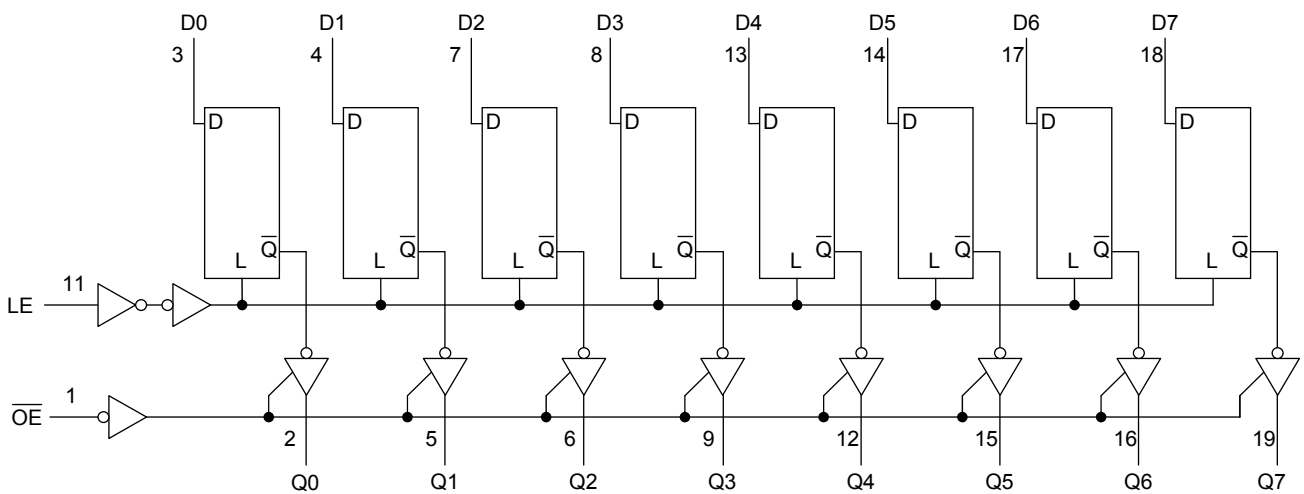 D0 D1 D2 D3 D4 D5 D6 D7
3 4 7 8 13 14 17 18
D D D D D D D D
Q̅ Q̅ Q̅ Q̅ Q̅ Q̅ Q̅ Q̅
L L L L L L L L
11
LE
1
O̅E̅
2 5 6 9 12 15 16 19
Q0 Q1 Q2 Q3 Q4 Q5 Q6 Q7